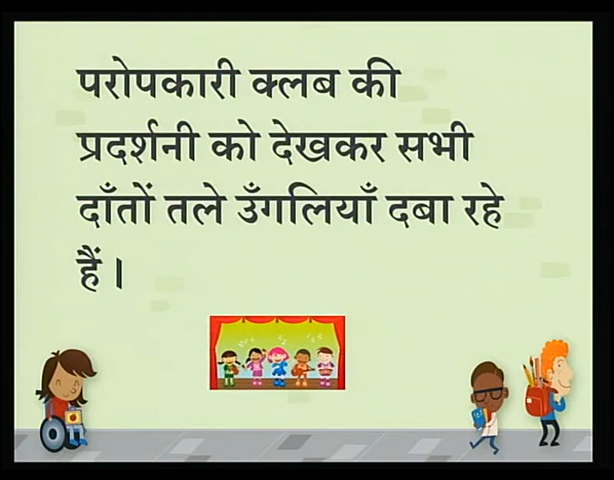 परोपकारी क्लब की
प्रदर्शनी को देखकर सभी
दाँतों तले उँगलियाँ दबा रहे
हैं।